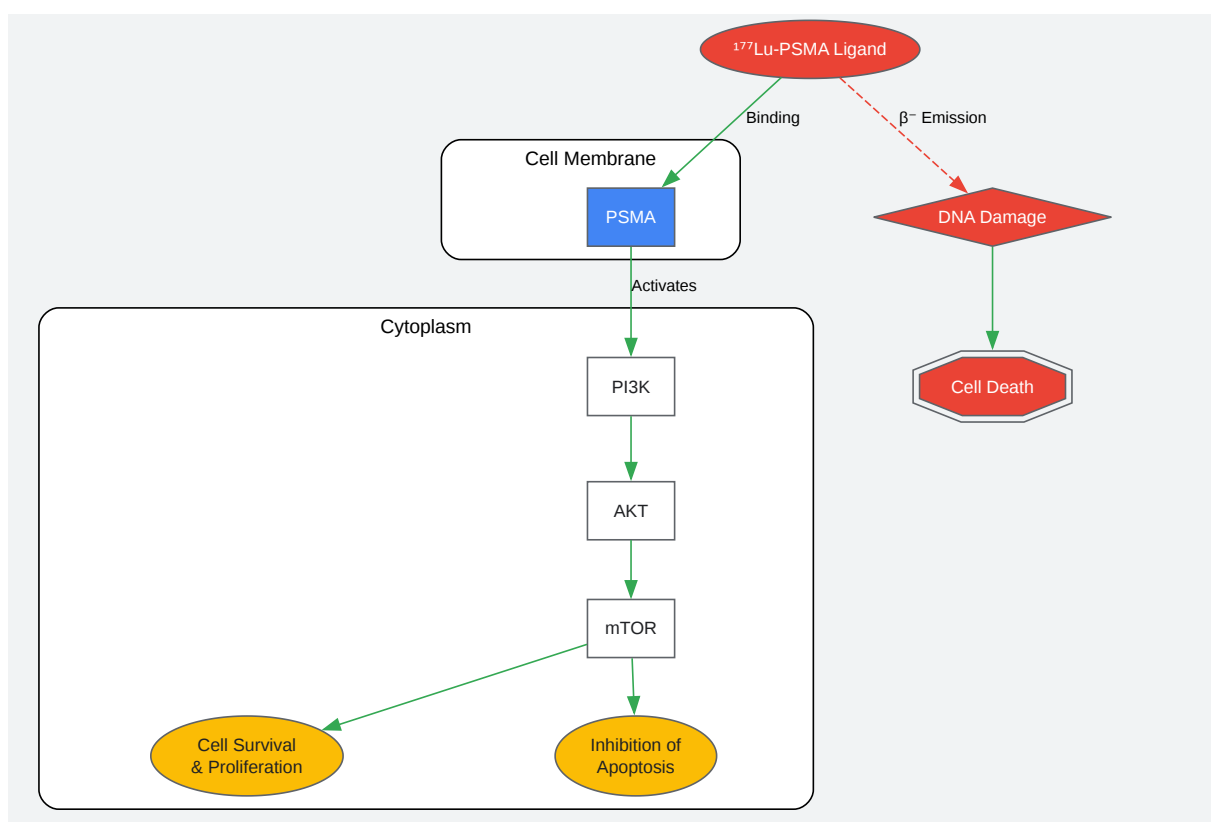 ¹⁷⁷Lu-PSMA Ligand
Binding
β⁻ Emission
Cell Membrane
PSMA
DNA Damage
Activates
Cytoplasm
PI3K
Cell Death
AKT
mTOR
Cell Survival
& Proliferation
Inhibition of
Apoptosis